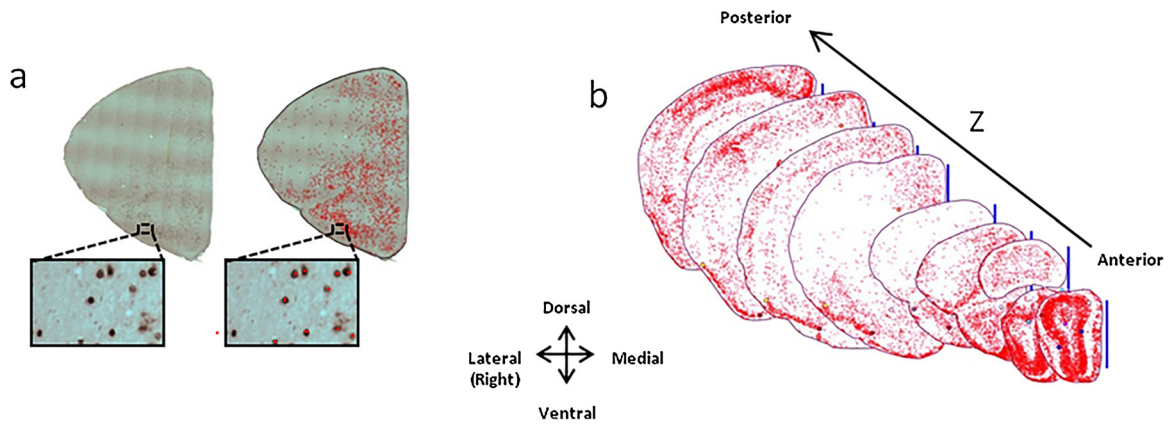 a
b
Posterior
Z
Anterior
Dorsal
Lateral
(Right)
Medial
Ventral